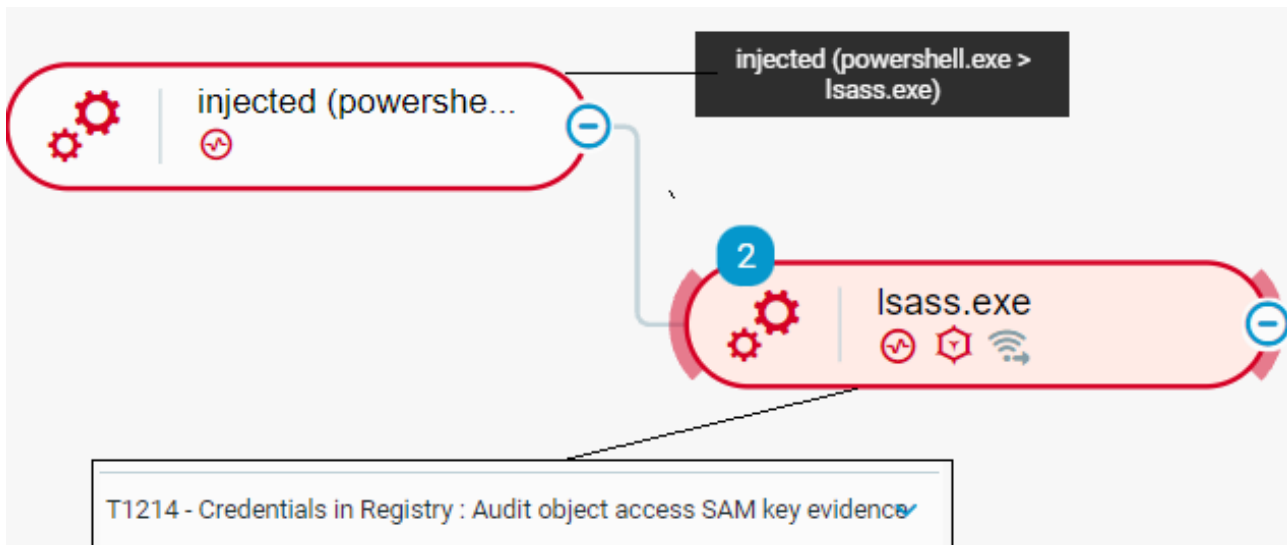 injected (powershe...
injected (powershell.exe >
lsass.exe)
2
lsass.exe
T1214 - Credentials in Registry : Audit object access SAM key evidence